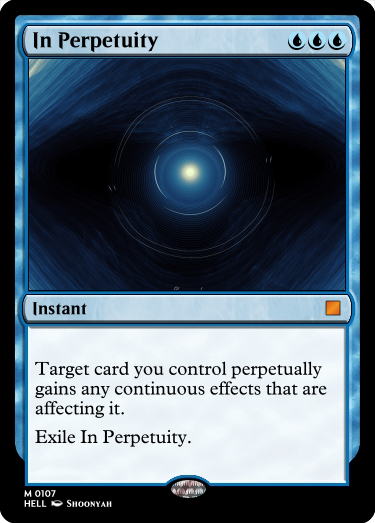 In Perpetuity
Instant
Target card you control perpetually
gains any continuous effects that are
affecting it.
Exile In Perpetuity.
M 0107
HELL Shoonyah